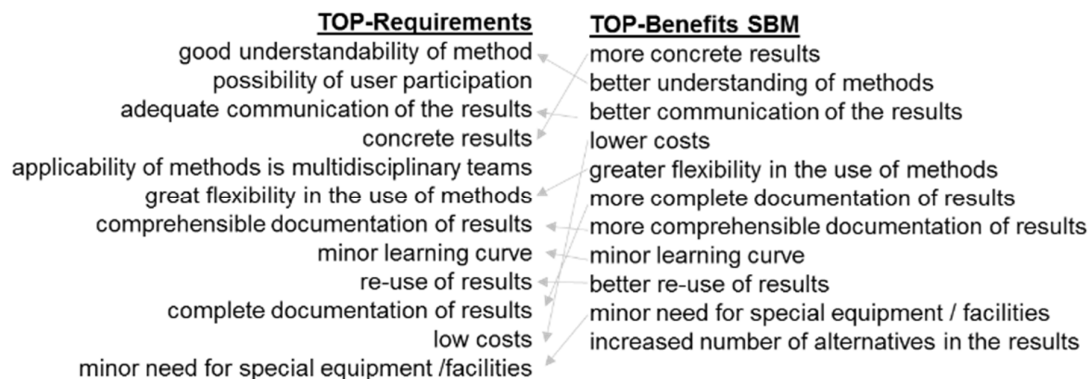 TOP-Requirements
good understandability of method
possibility of user participation
adequate communication of the results
concrete results
applicability of methods is multidisciplinary teams
great flexibility in the use of methods
comprehensible documentation of results
minor learning curve
re-use of results
complete documentation of results
low costs
minor need for special equipment /facilities
TOP-Benefits SBM
more concrete results
better understanding of methods
better communication of the results
lower costs
greater flexibility in the use of methods
more complete documentation of results
more comprehensible documentation of results
minor learning curve
better re-use of results
minor need for special equipment / facilities
increased number of alternatives in the results